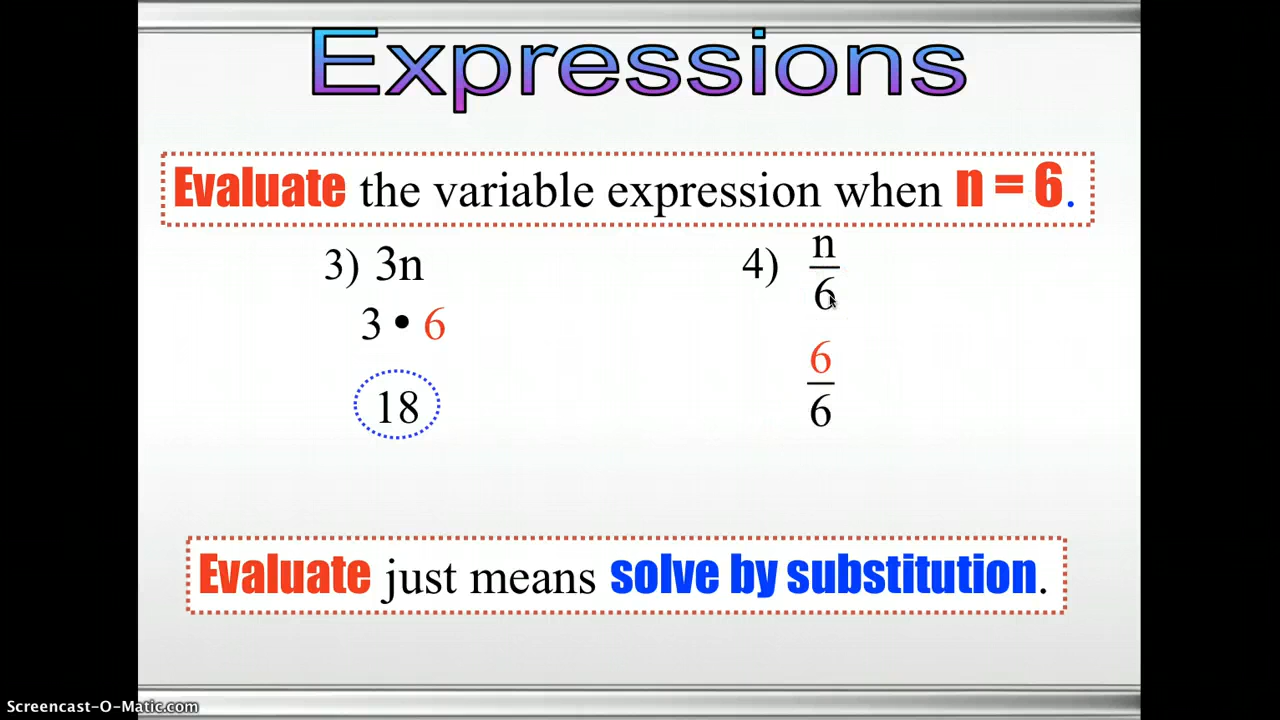 Expressions
Evaluate the variable expression when n = 6.
3) 3n
3 • 6
18
4) n
6
6
6
Evaluate just means solve by substitution.
Screencast-O-Matic.com